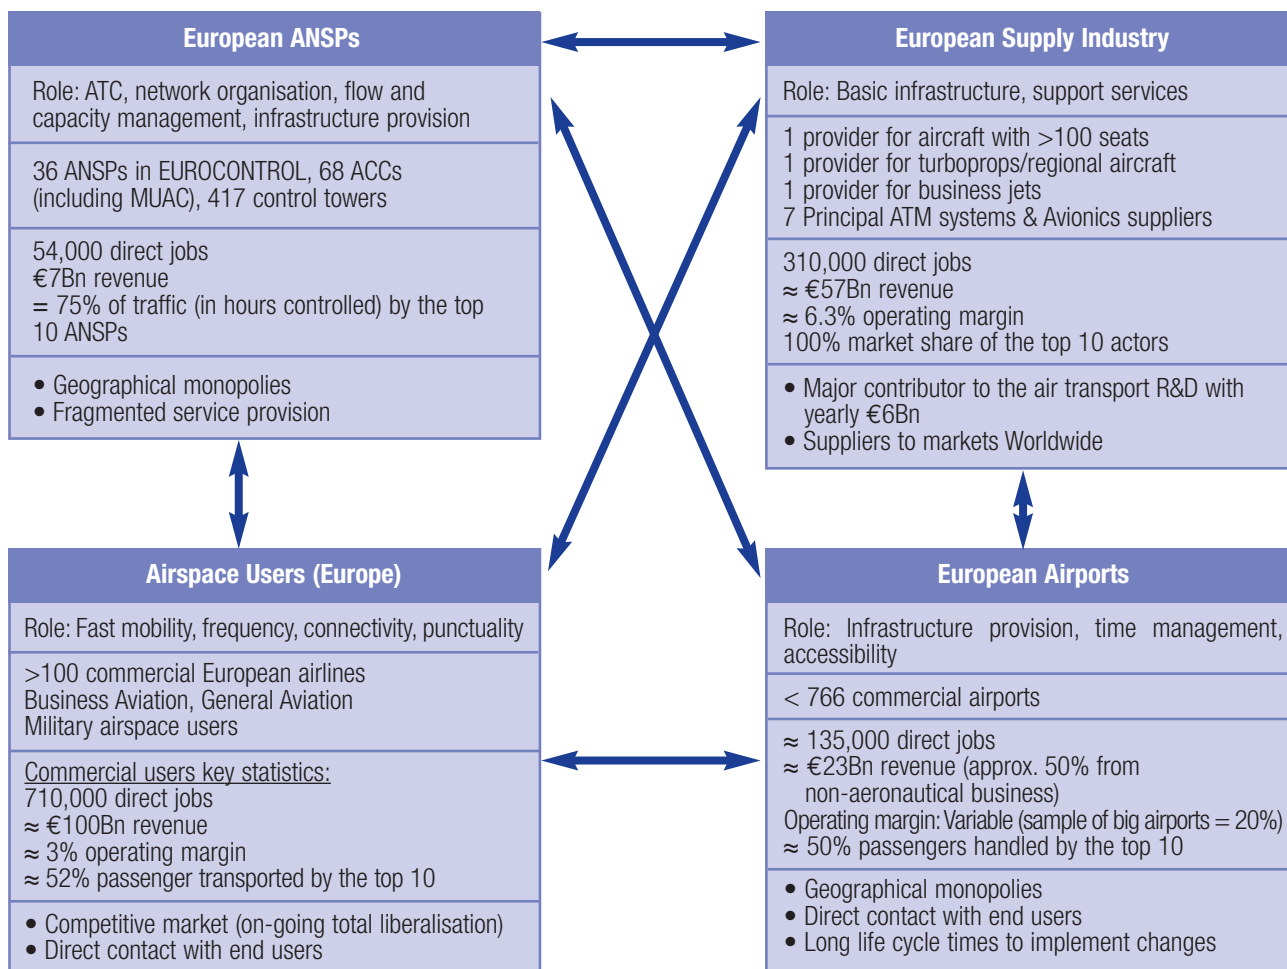 European ANSPs
Role: ATC, network organisation, flow and
capacity management, infrastructure provision
36 ANSPs in EUROCONTROL, 68 ACCs
(including MUAC), 417 control towers
54,000 direct jobs
€7Bn revenue
= 75% of traffic (in hours controlled) by the top
10 ANSPs
• Geographical monopolies
• Fragmented service provision
European Supply Industry
Role: Basic infrastructure, support services
1 provider for aircraft with >100 seats
1 provider for turboprops/regional aircraft
1 provider for business jets
7 Principal ATM systems & Avionics suppliers
310,000 direct jobs
≈ €57Bn revenue
≈ 6.3% operating margin
100% market share of the top 10 actors
• Major contributor to the air transport R&D with
yearly €6Bn
• Suppliers to markets Worldwide
Airspace Users (Europe)
Role: Fast mobility, frequency, connectivity, punctuality
>100 commercial European airlines
Business Aviation, General Aviation
Military airspace users
Commercial users key statistics:
710,000 direct jobs
≈ €100Bn revenue
≈ 3% operating margin
≈ 52% passenger transported by the top 10
• Competitive market (on-going total liberalisation)
• Direct contact with end users
European Airports
Role: Infrastructure provision, time management,
accessibility
< 766 commercial airports
≈ 135,000 direct jobs
≈ €23Bn revenue (approx. 50% from
non-aeronautical business)
Operating margin: Variable (sample of big airports = 20%)
≈ 50% passengers handled by the top 10
• Geographical monopolies
• Direct contact with end users
• Long life cycle times to implement changes